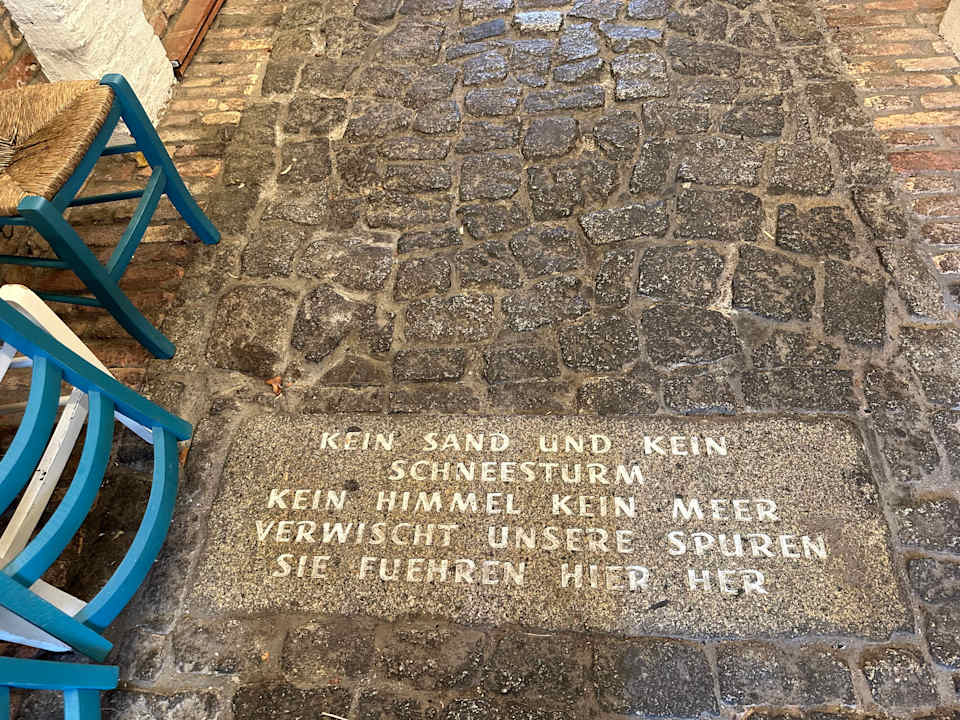 KEIN SAND UND KEIN
SCHNEESTURM
KEIN HIMMEL KEIN MEER
VERWISCHT UNSERE SPUREN
SIE FUEHREN HIER HER